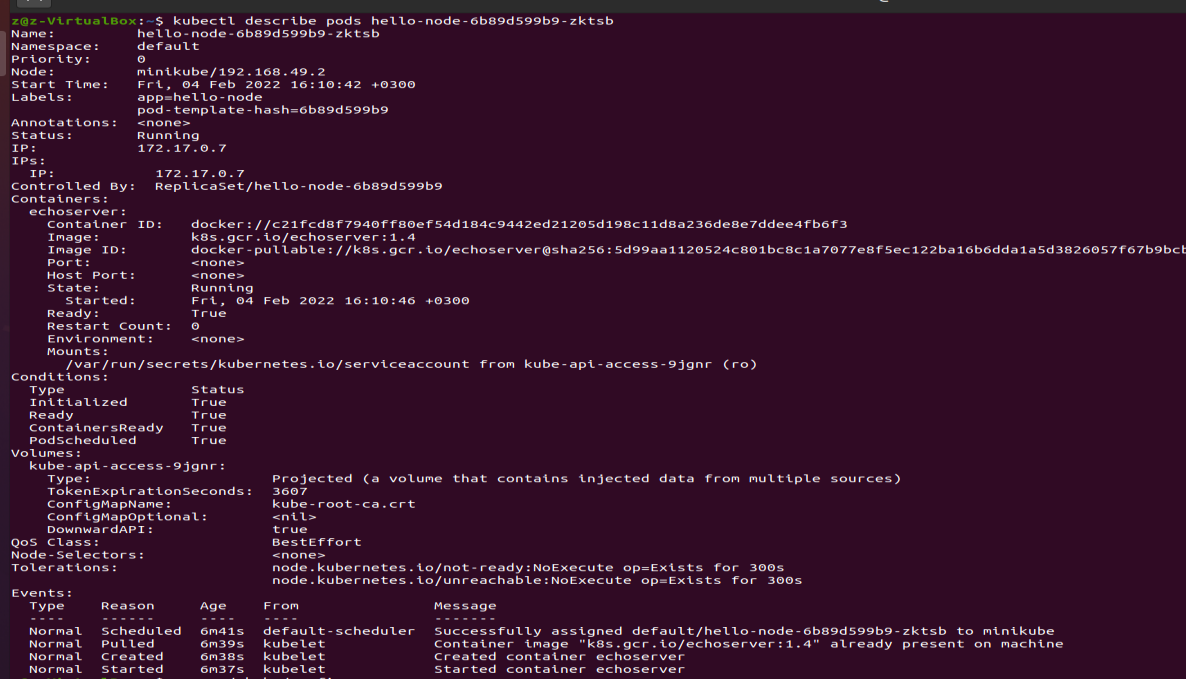 z@z-VirtualBox:~$ kubectl describe pods hello-node-6b89d599b9-zktsb
Name:         hello-node-6b89d599b9-zktsb
Namespace:    default
Priority:     0
Node:         minikube/192.168.49.2
Start Time:   Fri, 04 Feb 2022 16:10:42 +0300
Labels:       app=hello-node
              pod-template-hash=6b89d599b9
Annotations:  <none>
Status:       Running
IP:           172.17.0.7
IPs:
  IP:           172.17.0.7
Controlled By:  ReplicaSet/hello-node-6b89d599b9
Containers:
  echoserver:
    Container ID:   docker://c21fcd8f7940ff80ef54d184c9442ed21205d198c11d8a236de8e7ddee4fb6f3
    Image:          k8s.gcr.io/echoserver:1.4
    Image ID:       docker-pullable://k8s.gcr.io/echoserver@sha256:5d99aa1120524c801bc8c1a7077e8f5ec122ba16b6dda1a5d3826057f67b9bcb
    Port:           <none>
    Host Port:      <none>
    State:          Running
      Started:      Fri, 04 Feb 2022 16:10:46 +0300
    Ready:          True
    Restart Count:  0
    Environment:    <none>
    Mounts:
      /var/run/secrets/kubernetes.io/serviceaccount from kube-api-access-9jgnr (ro)
Conditions:
  Type              Status
  Initialized       True
  Ready             True
  ContainersReady   True
  PodScheduled      True
Volumes:
  kube-api-access-9jgnr:
    Type:                    Projected (a volume that contains injected data from multiple sources)
    TokenExpirationSeconds:  3607
    ConfigMapName:           kube-root-ca.crt
    ConfigMapOptional:       <nil>
    DownwardAPI:             true
QoS Class:                   BestEffort
Node-Selectors:              <none>
Tolerations:                 node.kubernetes.io/not-ready:NoExecute op=Exists for 300s
                             node.kubernetes.io/unreachable:NoExecute op=Exists for 300s
Events:
  Type    Reason     Age    From               Message
  ----    ------     ----   ----               -------
  Normal  Scheduled  6m41s  default-scheduler  Successfully assigned default/hello-node-6b89d599b9-zktsb to minikube
  Normal  Pulled     6m39s  kubelet            Container image "k8s.gcr.io/echoserver:1.4" already present on machine
  Normal  Created    6m38s  kubelet            Created container echoserver
  Normal  Started    6m37s  kubelet            Started container echoserver